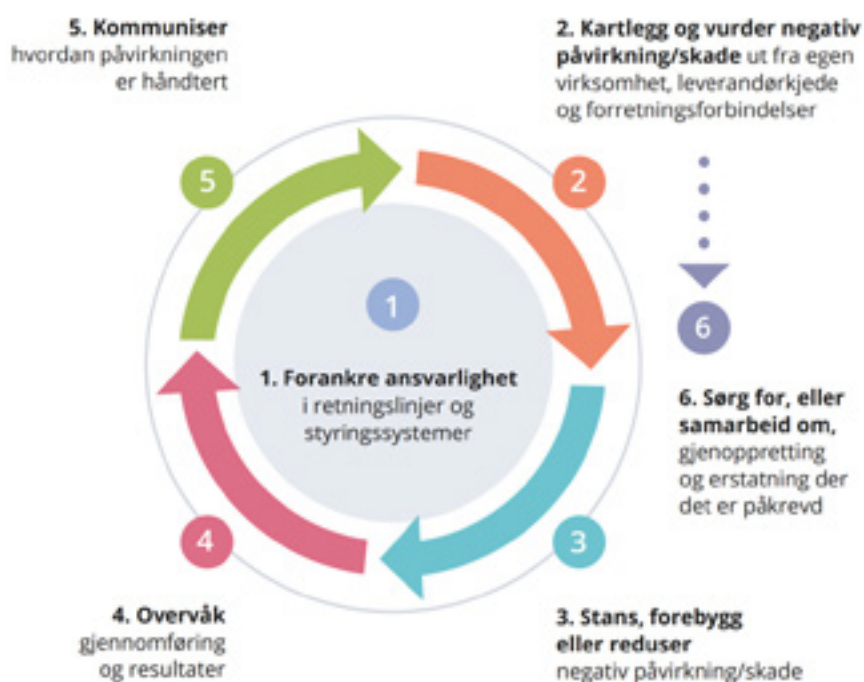 5. Kommuniser
hvordan påvirkningen
er håndtert
2. Kartlegg og vurder negativ
påvirkning/skade ut fra egen
virksomhet, leverandørkjede
og forretningsforbindelser
5
2
1
6
1. Forankre ansvarlighet
i retningslinjer og
styringssystemer
6. Sørg for, eller
samarbeid om,
gjenoppretting
og erstatning der
det er påkrevd
4
3
4. Overvåk
gjennomføring
og resultater
3. Stans, forebygg
eller reduser
negativ påvirkning/skade